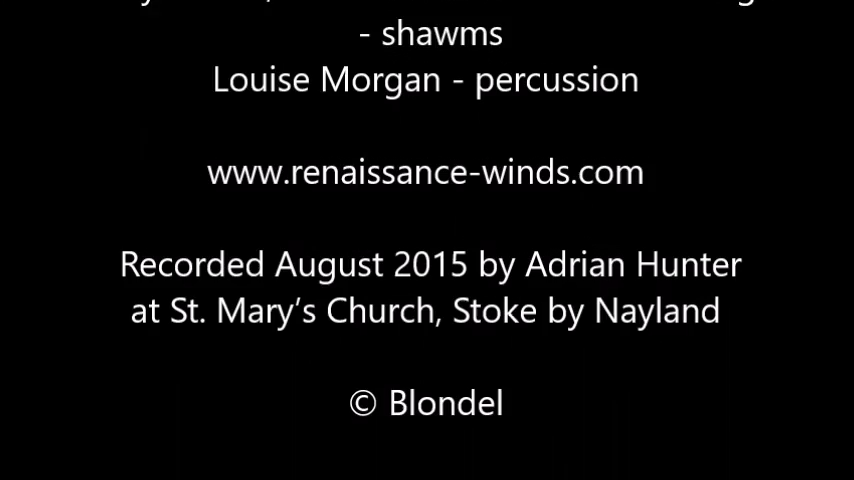 - shawms
Louise Morgan - percussion
www.renaissance-winds.com
Recorded August 2015 by Adrian Hunter
at St. Mary’s Church, Stoke by Nayland
© Blondel